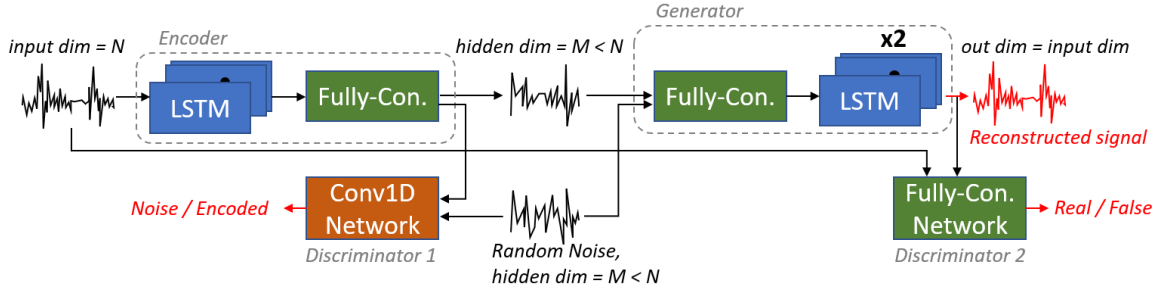 Encoder
Generator
input dim = N
hidden dim = M < N
x2
out dim = input dim
LSTM
Fully-Con.
Fully-Con.
LSTM
Reconstructed signal
Noise / Encoded
Conv1D
Network
Discriminator 1
Random Noise,
hidden dim = M < N
Fully-Con.
Network
Discriminator 2
Real / False